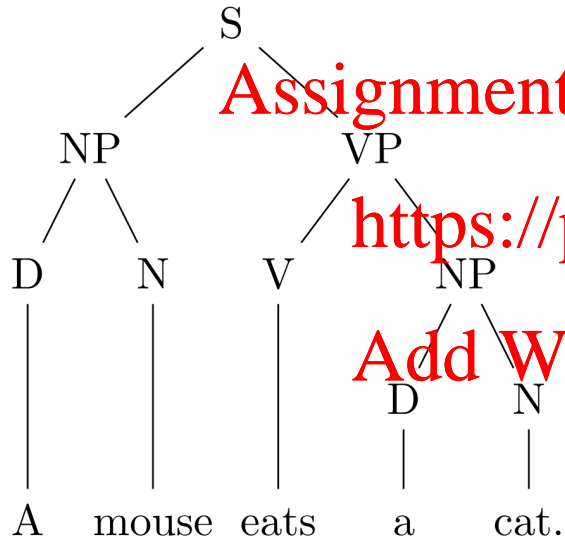 S
Assignment
NP VP
https://p
D N V NP
Add W
D N
A mouse eats a cat.